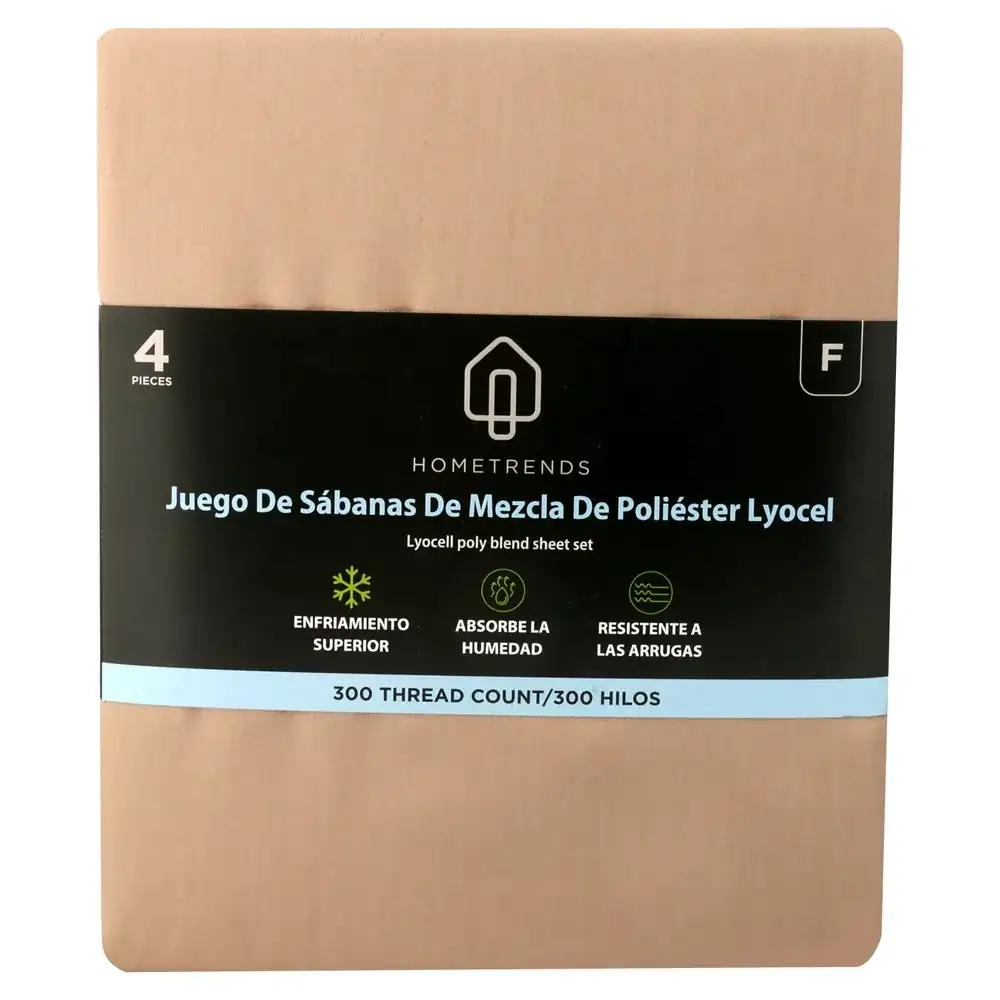 4
PIECES
F
HOMETRENDS
Juego De Sábanas De Mezcla De Poliéster Lyocel
Lyocell poly blend sheet set
ENFRIAMIENTO
SUPERIOR
ABSORBE LA
HUMEDAD
RESISTENTE A
LAS ARRUGAS
300 THREAD COUNT/300 HILOS